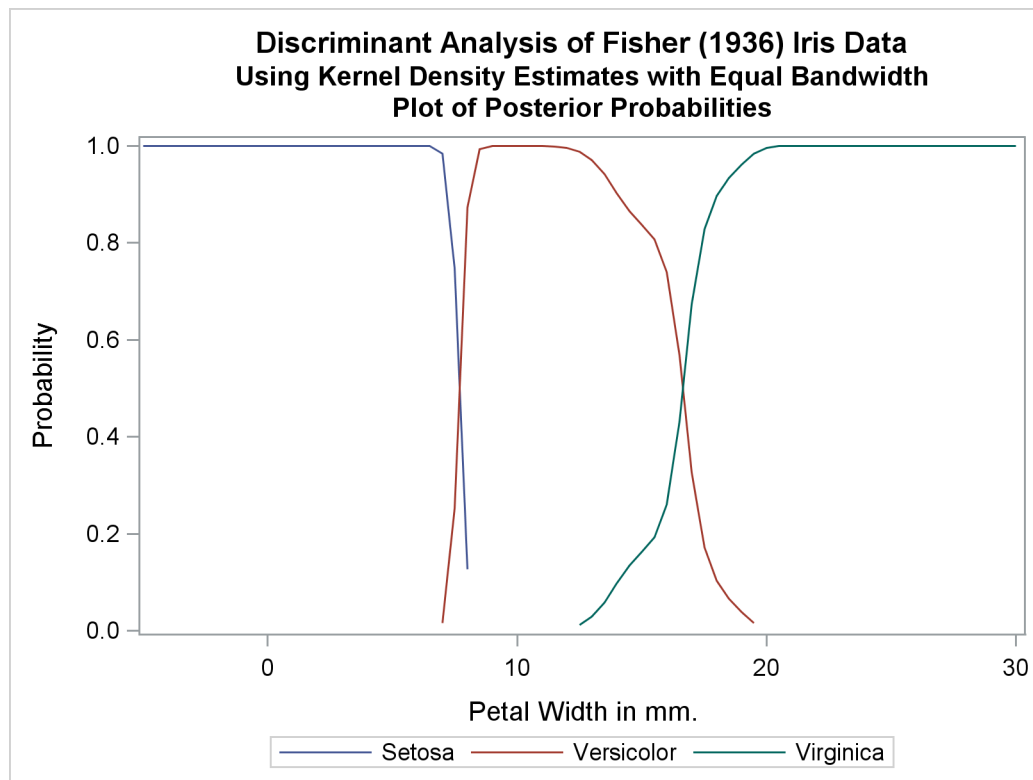 Discriminant Analysis of Fisher (1936) Iris Data
Using Kernel Density Estimates with Equal Bandwidth
Plot of Posterior Probabilities
1.0
0.8
0.6
0.4
0.2
0.0
Probability
0 10 20 30
Petal Width in mm.
Setosa Versicolor Virginica